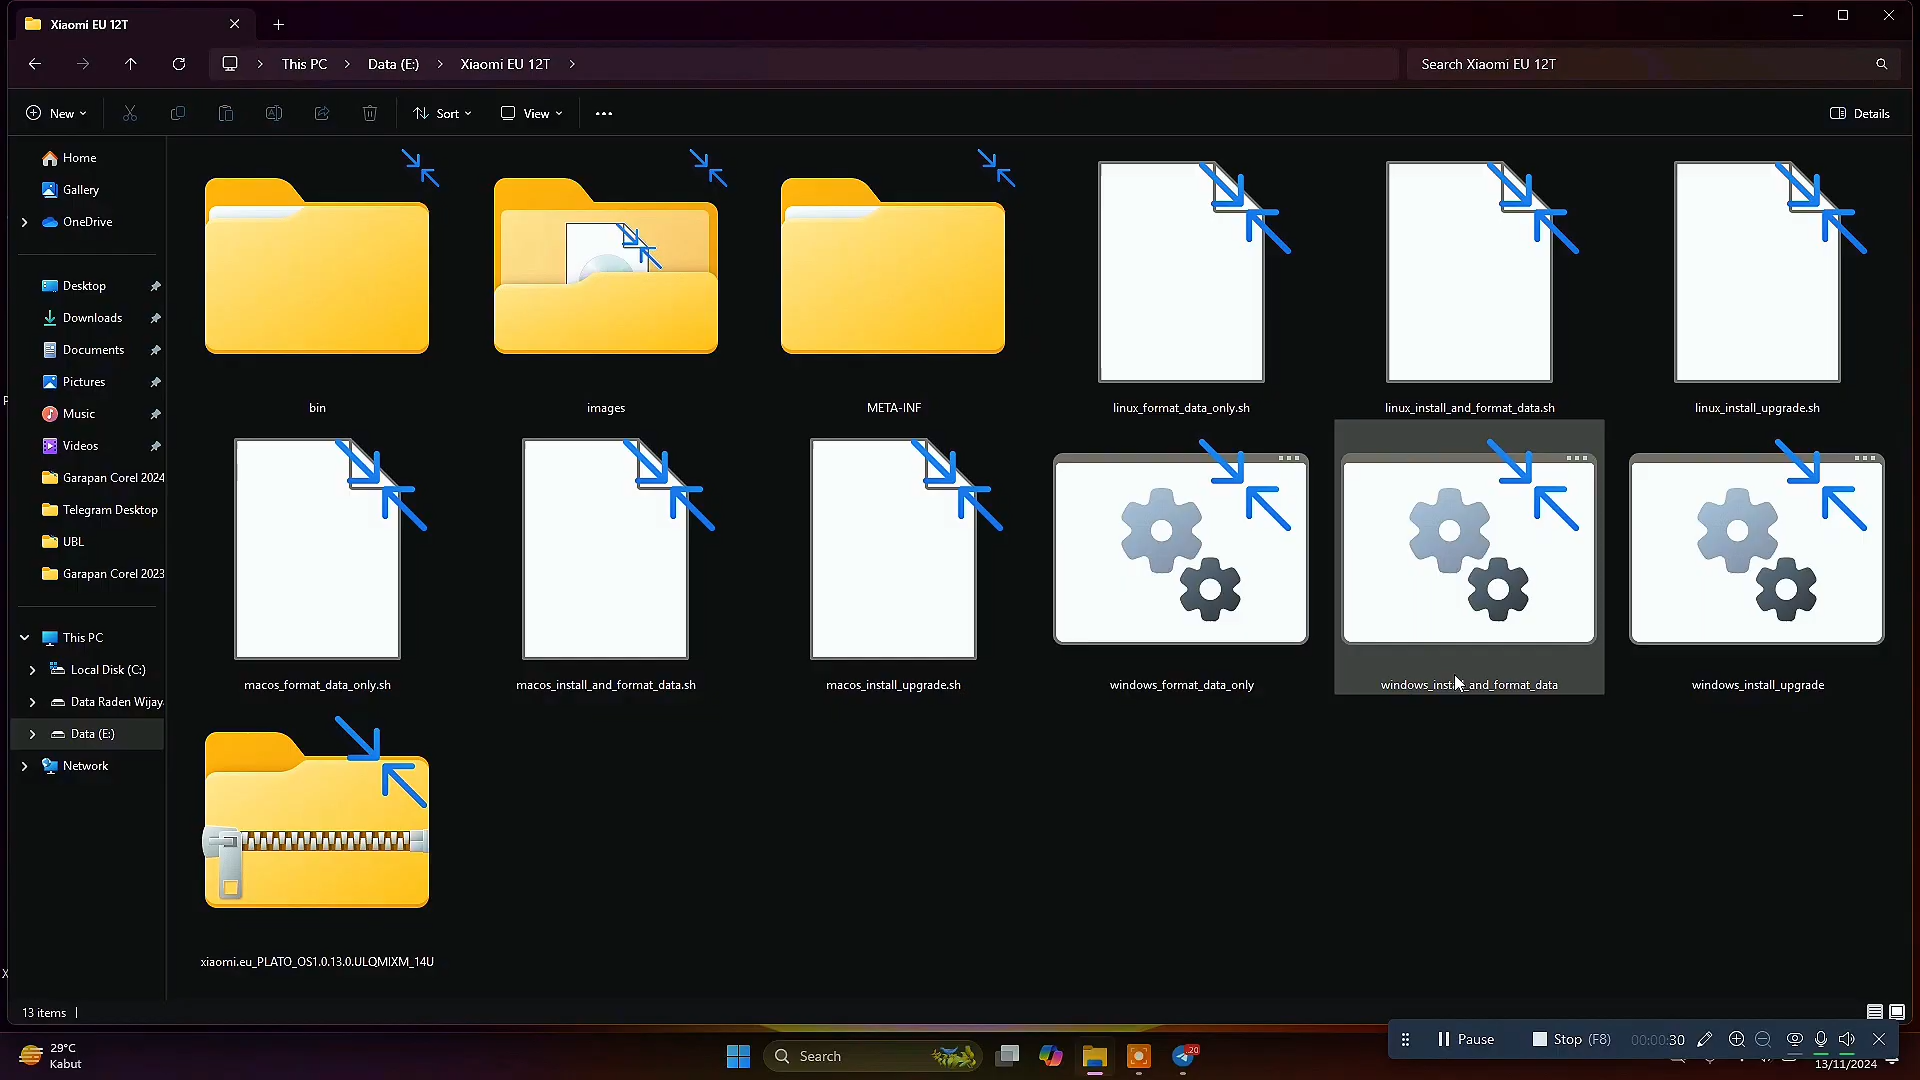 Xiaomi EU 12T
This PC
Data (E:)
Xiaomi EU 12T
Search Xiaomi EU 12T
New
Sort
View
Details
Home
Gallery
OneDrive
Desktop
Downloads
Documents
Pictures
Music
Videos
Garapan Corel 2024
Telegram Desktop
UBL
Garapan Corel 2023
This PC
Local Disk (C:)
Data Raden Wijay
Data (E:)
Network
bin
images
META-INF
linux_format_data_only.sh
linux_install_and_format_data.sh
linux_install_upgrade.sh
macos_format_data_only.sh
macos_install_and_format_data.sh
macos_install_upgrade.sh
windows_format_data_only
windows_install_and_format_data
windows_install_upgrade
xiaomi.eu_PLATO_OS1.0.13.0.ULQMIXM_14U
13 items
Pause
Stop (F8)
00:00:30
29°C
Kabut
Search
20
13/11/2024